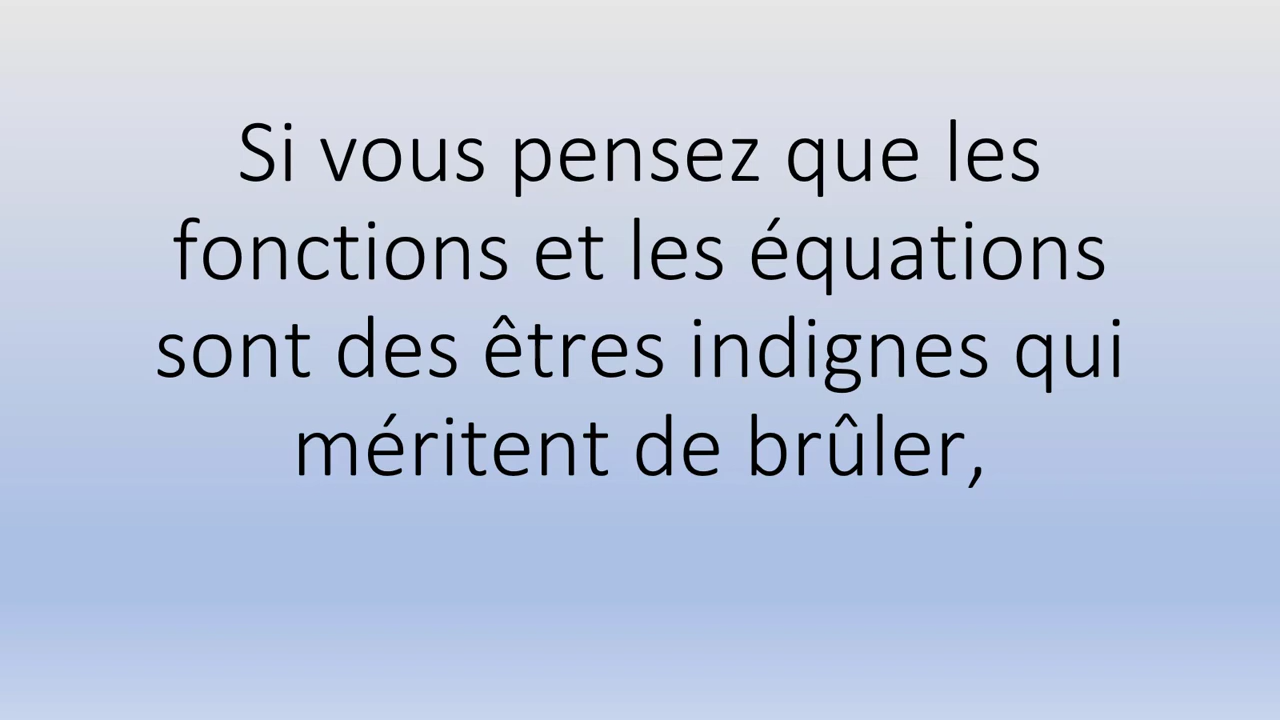 Si vous pensez que les
fonctions et les équations
sont des êtres indignes qui
méritent de brûler,